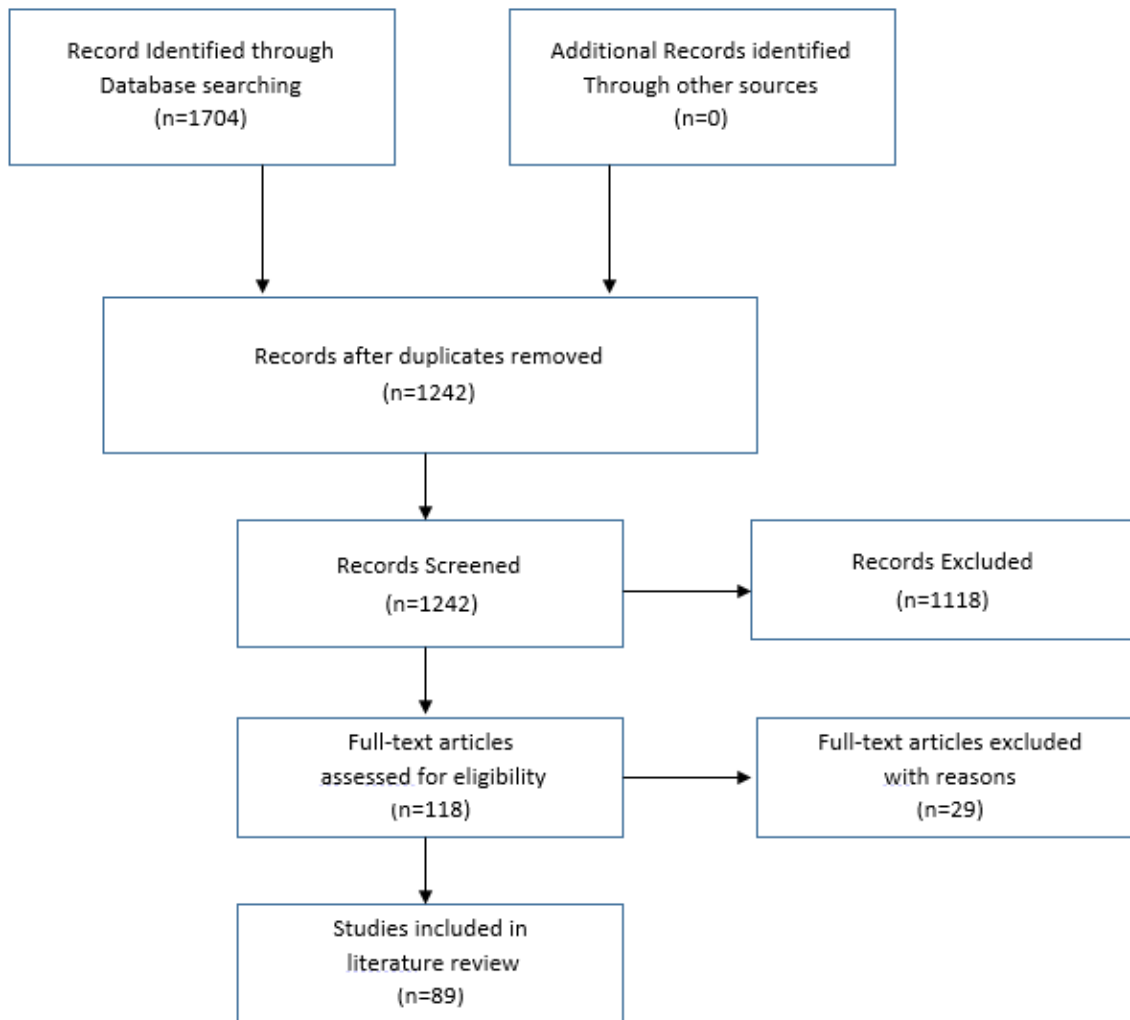 Record Identified through
Database searching
(n=1704)
Additional Records identified
Through other sources
(n=0)
Records after duplicates removed
(n=1242)
Records Screened
(n=1242)
Records Excluded
(n=1118)
Full-text articles
assessed for eligibility
(n=118)
Full-text articles excluded
with reasons
(n=29)
Studies included in
literature review
(n=89)